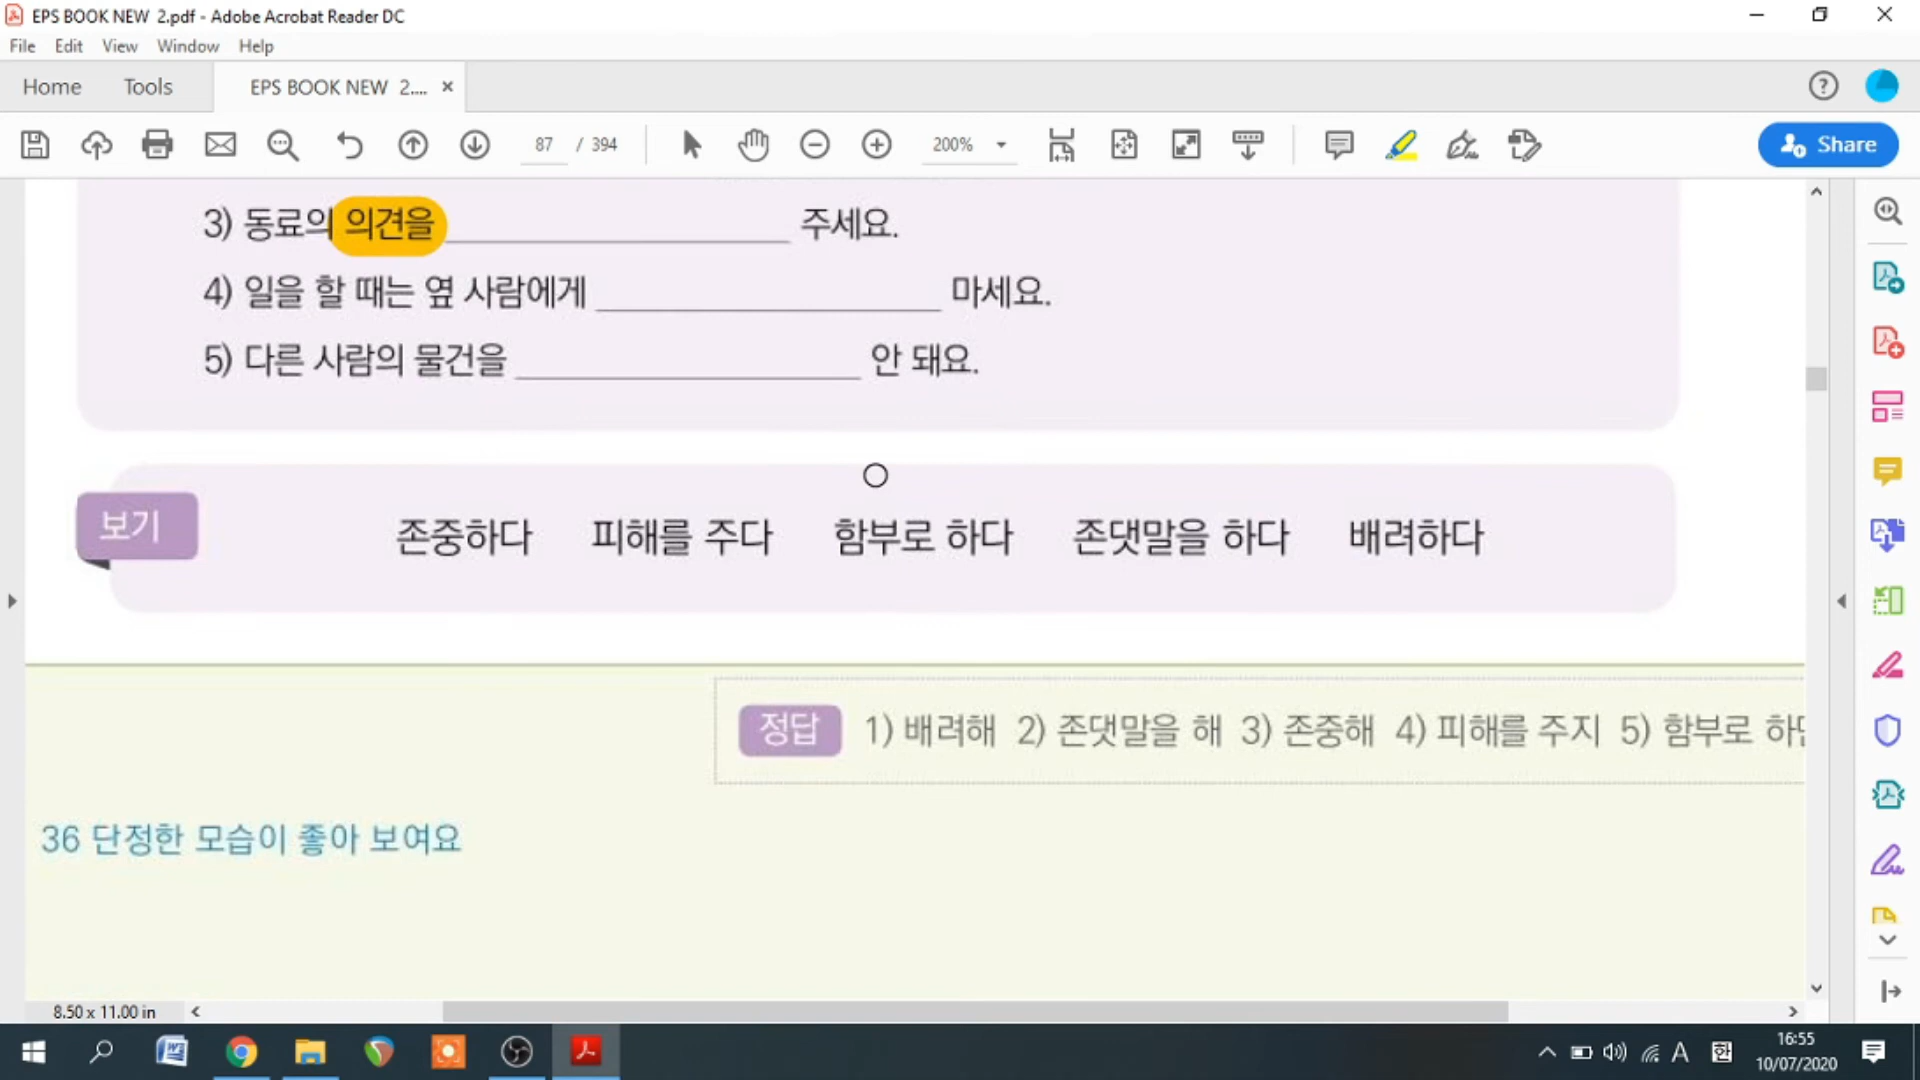 EPS BOOK NEW  2.pdf - Adobe Acrobat Reader DC
File Edit View Window Help
Home Tools EPS BOOK NEW  2.... ×
87 / 394 200% Share
3) 동료의 의견을 ____________ 주세요.
4) 일을 할 때는 옆 사람에게 ____________ 마세요.
5) 다른 사람의 물건을 ____________ 안 돼요.
보기 존중하다 피해를 주다 함부로 하다 존댓말을 하다 배려하다
정답 1) 배려해 2) 존댓말을 해 3) 존중해 4) 피해를 주지 5) 함부로
36 단정한 모습이 좋아 보여요
8.50 x 11.00 in
A 한 16:55
10/07/2020